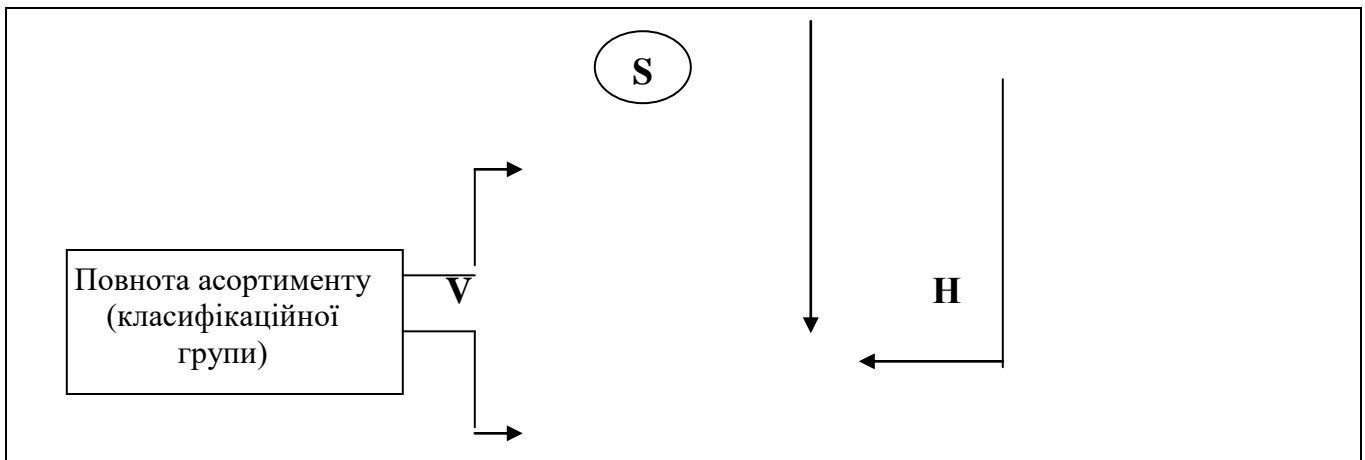 S
Повнота асортименту
(класифікаційної
групи)
V
H